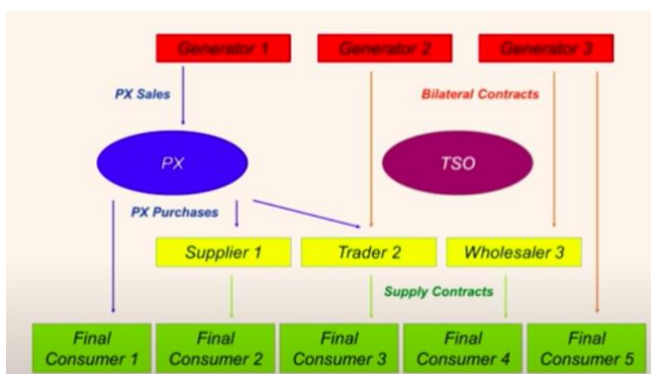 Generator 1
Generator 2
Generator 3
PX Sales
Bilateral Contracts
PX
TSO
PX Purchases
Supplier 1
Trader 2
Wholesaler 3
Supply Contracts
Final
Consumer 1
Final
Consumer 2
Final
Consumer 3
Final
Consumer 4
Final
Consumer 5